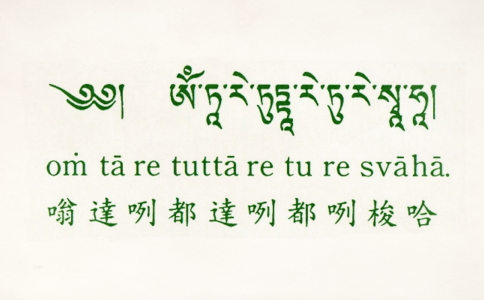 ༄༅།  ཨོཾ་ཏཱ་རེ་ཏུཏྟཱ་རེ་ཏུ་རེ་སྭཱ་ཧཱ།
oṁ tā re tuttā re tu re svāhā.
嗡達咧都達咧都咧梭哈